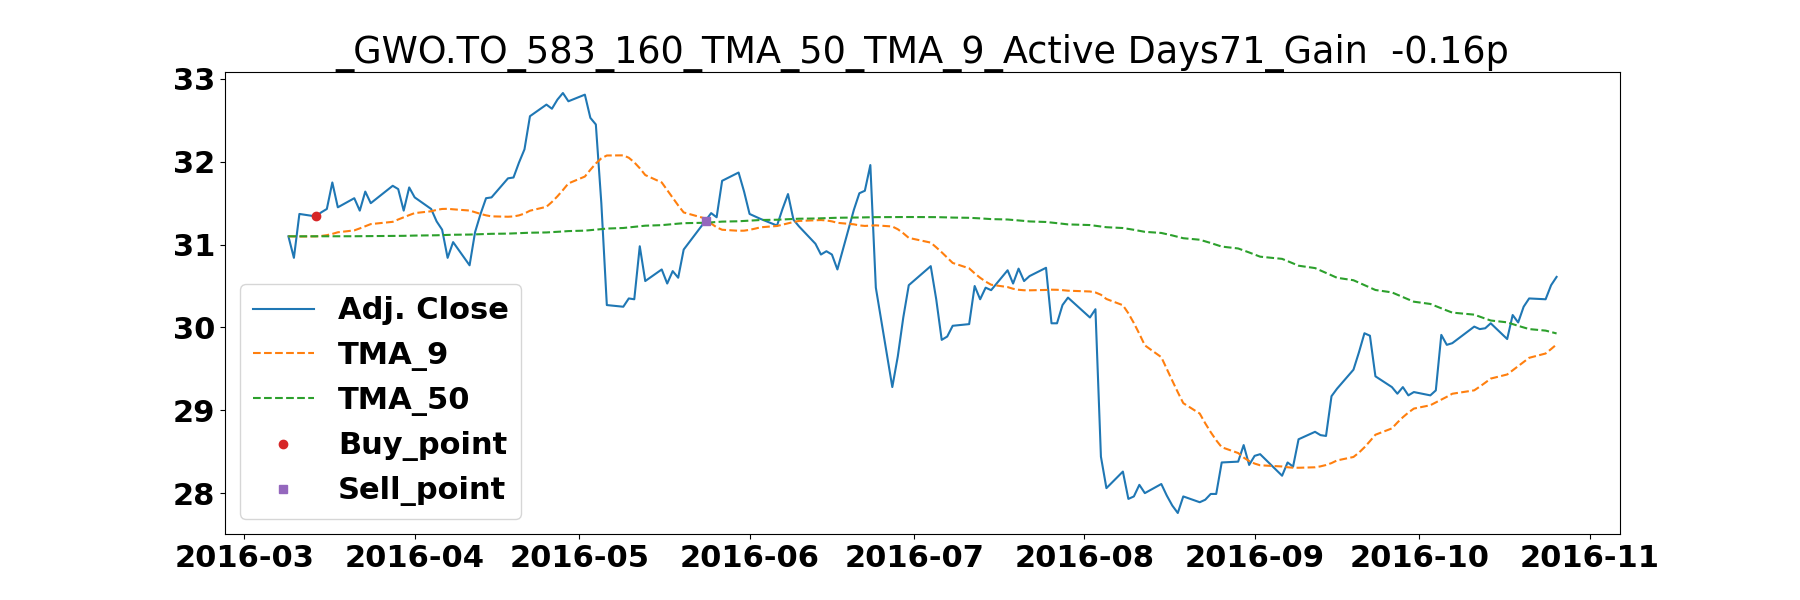 _GWO.TO_583_160_TMA_50_TMA_9_Active Days71_Gain  -0.16p
33
32
31
30
29
28
Adj. Close
TMA_9
TMA_50
Buy_point
Sell_point
2016-03 2016-04 2016-05 2016-06 2016-07 2016-08 2016-09 2016-10 2016-11